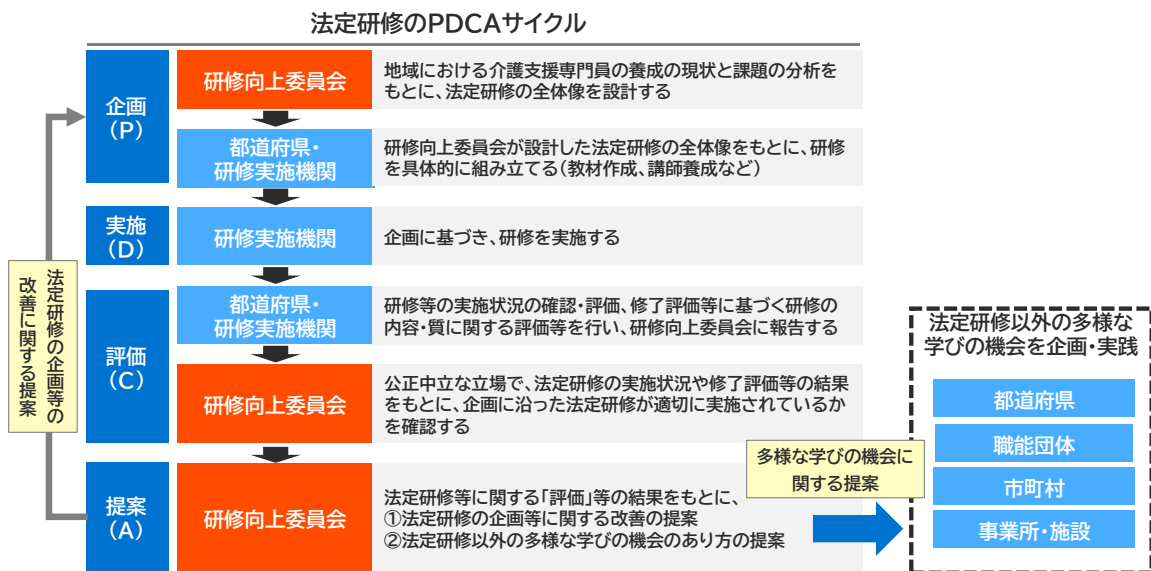 法定研修のPDCAサイクル
企画
(P)
研修向上委員会
地域における介護支援専門員の養成の現状と課題の分析を
もとに、法定研修の全体像を設計する
都道府県・
研修実施機関
研修向上委員会が設計した法定研修の全体像をもとに、研修
を具体的に組み立てる(教材作成、講師養成など)
実施
(D)
研修実施機関
企画に基づき、研修を実施する
評価
(C)
都道府県・
研修実施機関
研修等の実施状況の確認・評価、修了評価等に基づく研修の
内容・質に関する評価等を行い、研修向上委員会に報告する
研修向上委員会
公正中立な立場で、法定研修の実施状況や修了評価等の結果
をもとに、企画に沿った法定研修が適切に実施されているか
を確認する
提案
(A)
研修向上委員会
法定研修等に関する「評価」等の結果をもとに、
①法定研修の企画等に関する改善の提案
②法定研修以外の多様な学びの機会のあり方の提案
法定研修の企画等の
改善に関する提案
多様な学びの機会に
関する提案
法定研修以外の多様な
学びの機会を企画・実践
都道府県
職能団体
市町村
事業所・施設